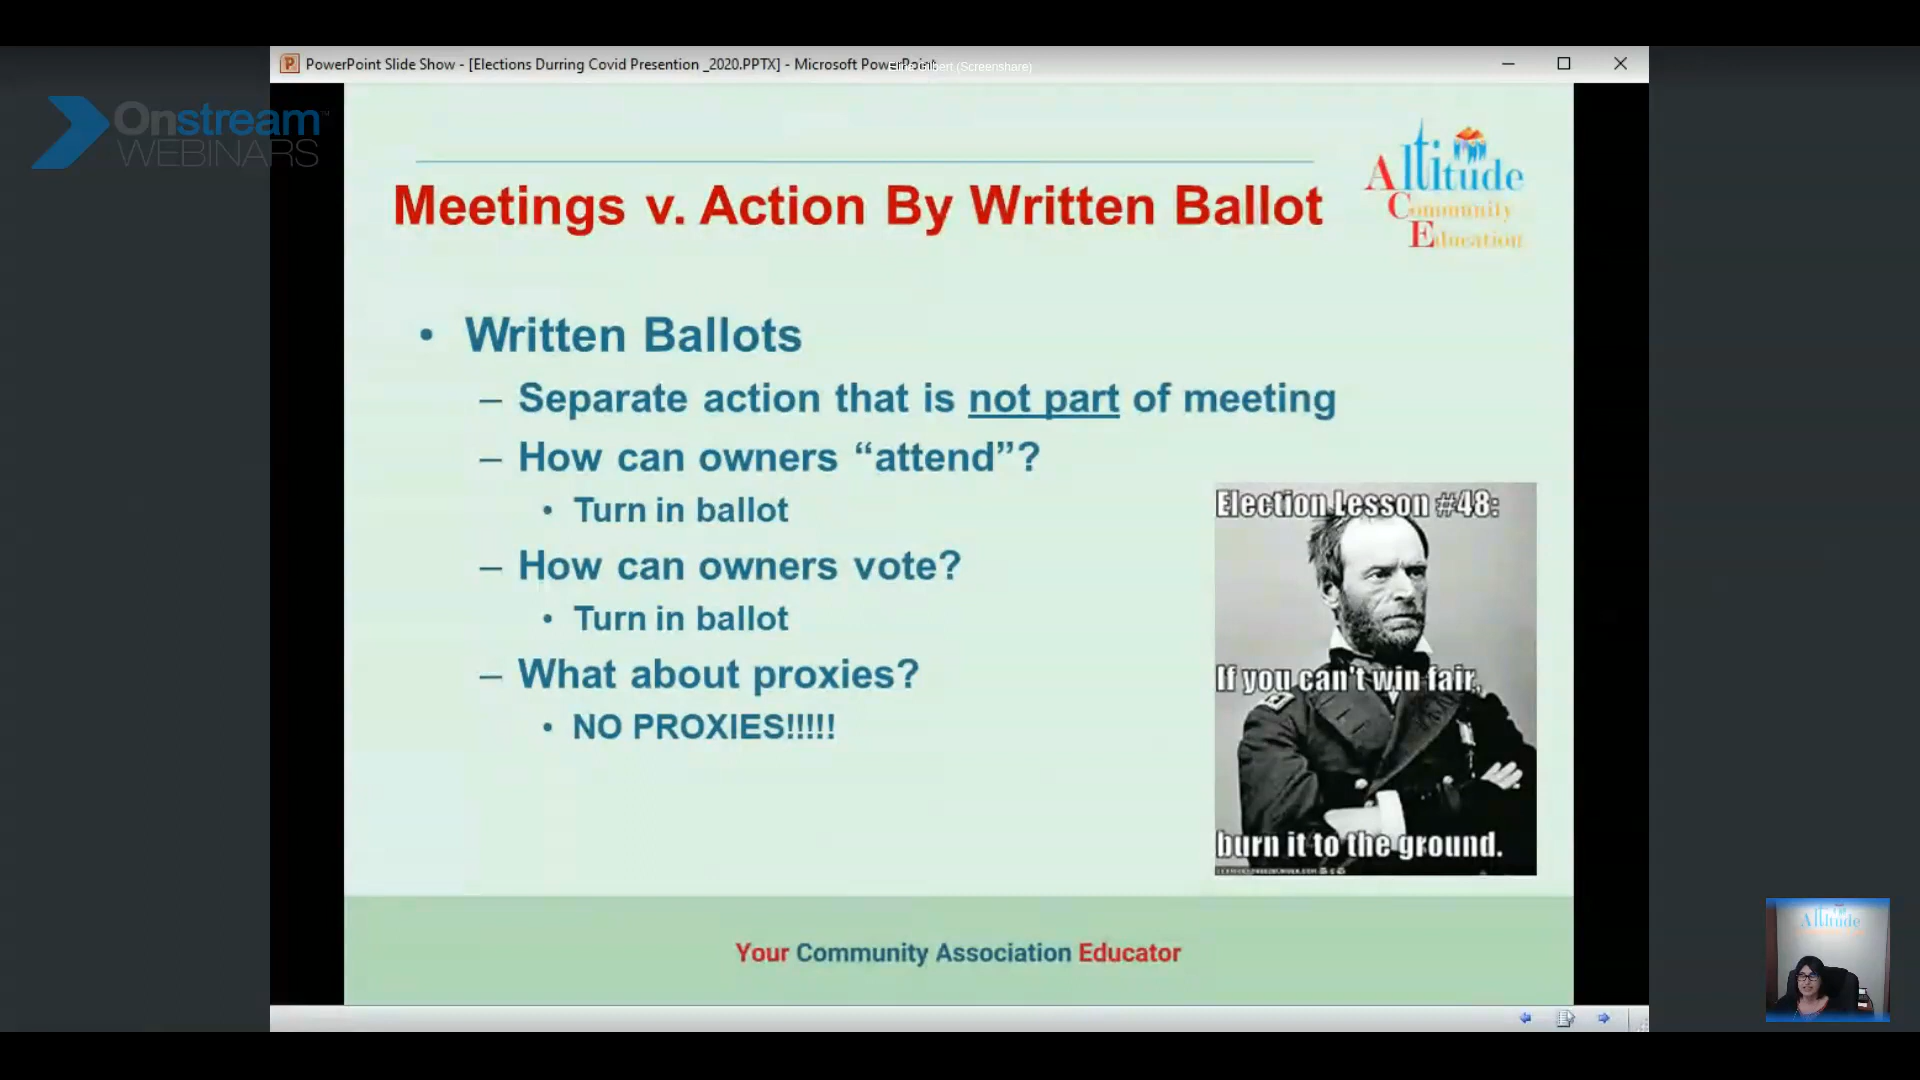 PowerPoint Slide Show - [Elections Durring Covid Presention _2020.PPTX] - Microsoft PowerPoint
(Screenshare)
Onstream
WEBINARS
Altitude
Community
Education
Meetings v. Action By Written Ballot
• Written Ballots
– Separate action that is not part of meeting
– How can owners “attend”?
• Turn in ballot
– How can owners vote?
• Turn in ballot
– What about proxies?
• NO PROXIES!!!!!
Election Lesson #48:
If you can't win fair,
burn it to the ground.
Your Community Association Educator
Altitude